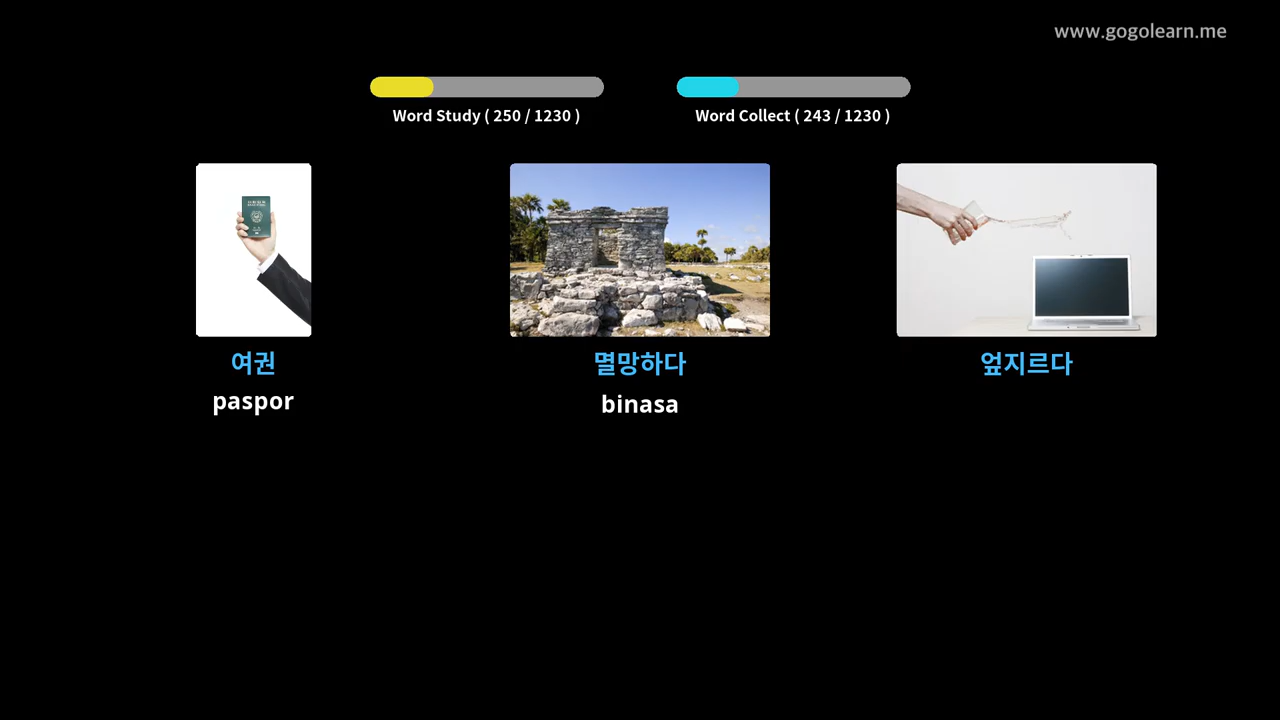 www.gogolearn.me
Word Study ( 250 / 1230 )
Word Collect ( 243 / 1230 )
여권
멸망하다
엎지르다
paspor
binasa